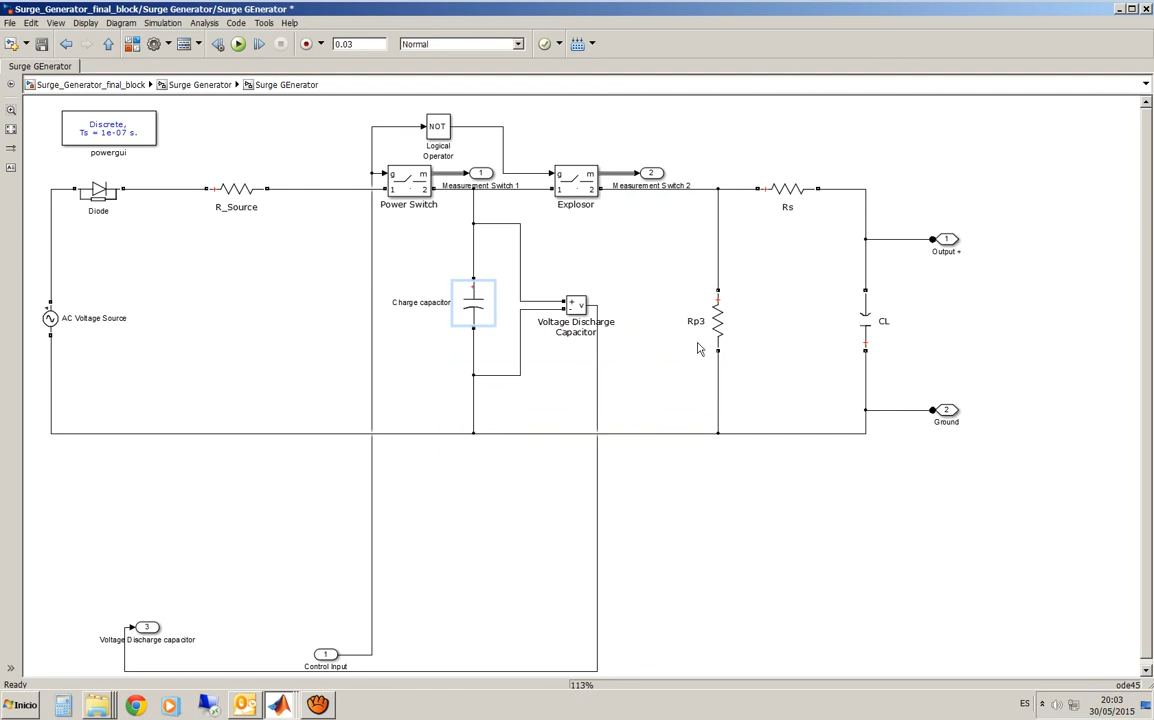 Surge_Generator_final_block/Surge Generator/Surge GEnerator *
File Edit View Display Diagram Simulation Analysis Code Tools Help
0.03 Normal
Surge GEnerator
Surge_Generator_final_block Surge Generator Surge GEnerator
Discrete,
Ts = 1e-07 s.
powergui
NOT
Logical
Operator
g m
1 2
Power Switch
1
Measurement Switch 1
g m
1 2
Explosor
2
Measurement Switch 2
Diode
R_Source
Rs
1
Output +
Charge capacitor
+ v
-
Voltage Discharge
Capacitor
AC Voltage Source
Rp3
CL
2
Ground
3
Voltage Discharge capacitor
1
Control Input
Ready 113% ode45
Inicio ES 20:03
30/05/2015